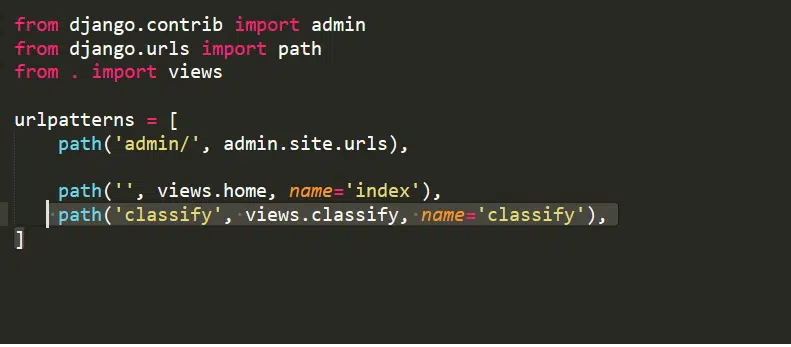 from django.contrib import admin
from django.urls import path
from . import views
urlpatterns = [
    path('admin/', admin.site.urls),
    path('', views.home, name='index'),
    path('classify', views.classify, name='classify'),
]